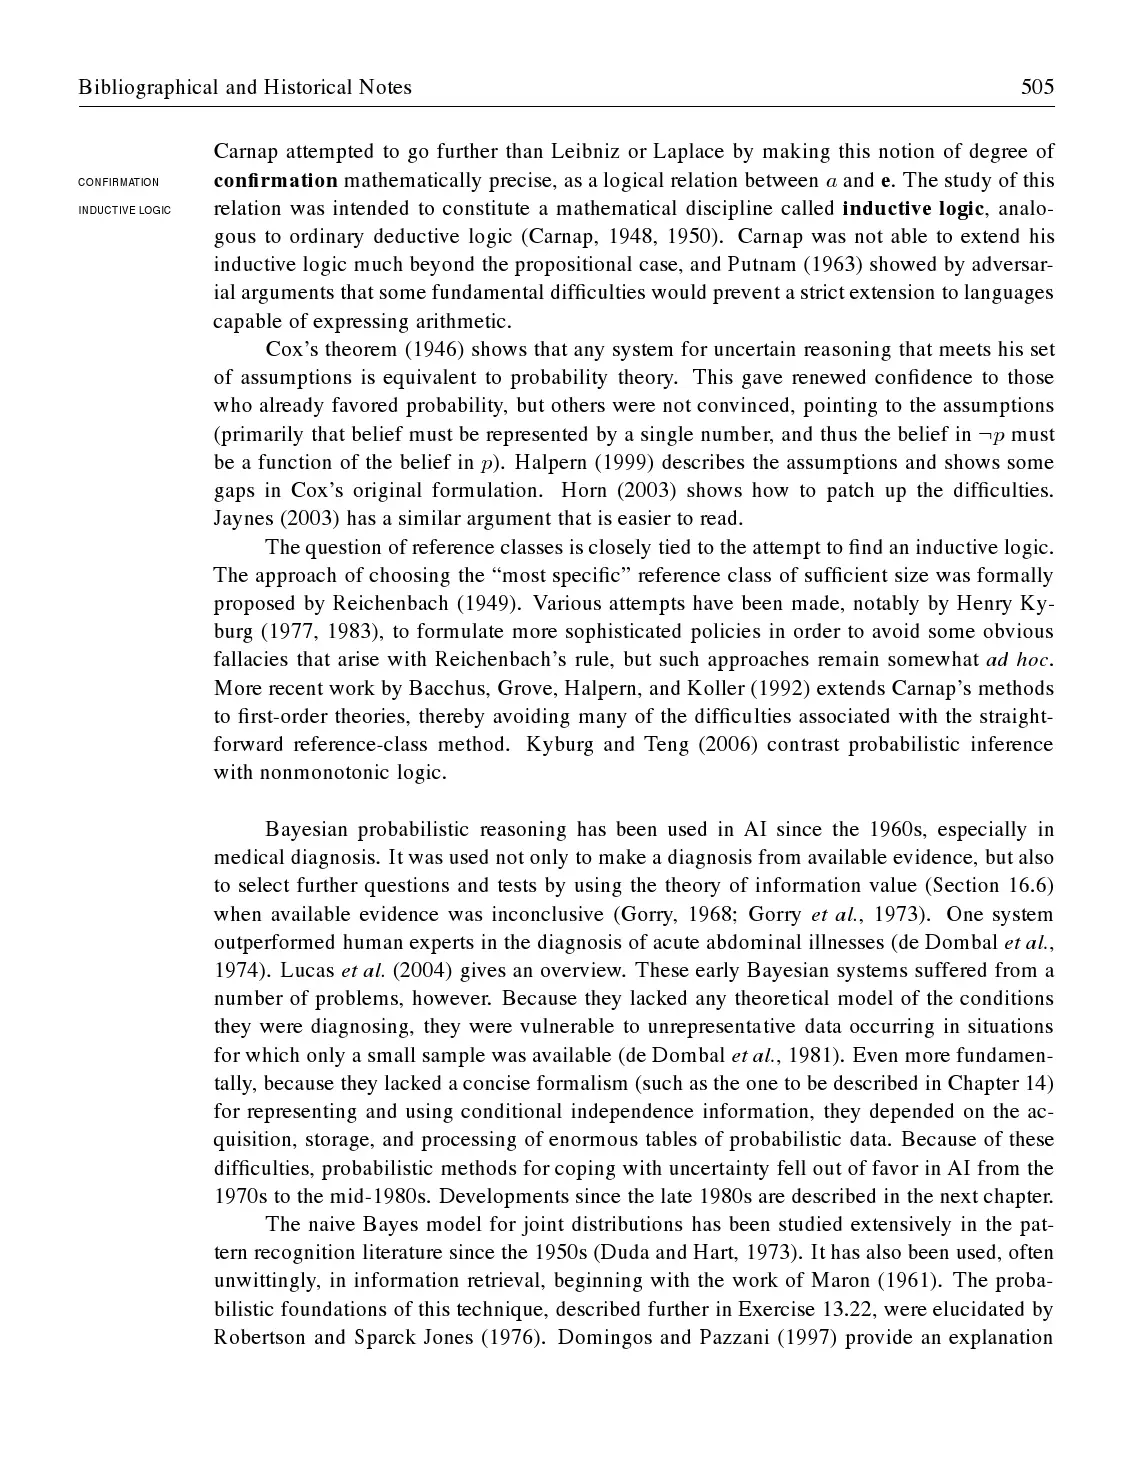 Bibliographical and Historical Notes 505
Carnap attempted to go further than Leibniz or Laplace by making this notion of degree of
CONFIRMATION confirmation mathematically precise, as a logical relation between a and e. The study of this
INDUCTIVE LOGIC relation was intended to constitute a mathematical discipline called inductive logic, analo-
gous to ordinary deductive logic (Carnap, 1948, 1950). Carnap was not able to extend his
inductive logic much beyond the propositional case, and Putnam (1963) showed by adversar-
ial arguments that some fundamental difficulties would prevent a strict extension to languages
capable of expressing arithmetic.
Cox's theorem (1946) shows that any system for uncertain reasoning that meets his set
of assumptions is equivalent to probability theory. This gave renewed confidence to those
who already favored probability, but others were not convinced, pointing to the assumptions
(primarily that belief must be represented by a single number, and thus the belief in ¬p must
be a function of the belief in p). Halpern (1999) describes the assumptions and shows some
gaps in Cox's original formulation. Horn (2003) shows how to patch up the difficulties.
Jaynes (2003) has a similar argument that is easier to read.
The question of reference classes is closely tied to the attempt to find an inductive logic.
The approach of choosing the "most specific" reference class of sufficient size was formally
proposed by Reichenbach (1949). Various attempts have been made, notably by Henry Ky-
burg (1977, 1983), to formulate more sophisticated policies in order to avoid some obvious
fallacies that arise with Reichenbach's rule, but such approaches remain somewhat ad hoc.
More recent work by Bacchus, Grove, Halpern, and Koller (1992) extends Carnap's methods
to first-order theories, thereby avoiding many of the difficulties associated with the straight-
forward reference-class method. Kyburg and Teng (2006) contrast probabilistic inference
with nonmonotonic logic.
Bayesian probabilistic reasoning has been used in AI since the 1960s, especially in
medical diagnosis. It was used not only to make a diagnosis from available evidence, but also
to select further questions and tests by using the theory of information value (Section 16.6)
when available evidence was inconclusive (Gorry, 1968; Gorry et al., 1973). One system
outperformed human experts in the diagnosis of acute abdominal illnesses (de Dombal et al.,
1974). Lucas et al. (2004) gives an overview. These early Bayesian systems suffered from a
number of problems, however. Because they lacked any theoretical model of the conditions
they were diagnosing, they were vulnerable to unrepresentative data occurring in situations
for which only a small sample was available (de Dombal et al., 1981). Even more fundamen-
tally, because they lacked a concise formalism (such as the one to be described in Chapter 14)
for representing and using conditional independence information, they depended on the ac-
quisition, storage, and processing of enormous tables of probabilistic data. Because of these
difficulties, probabilistic methods for coping with uncertainty fell out of favor in AI from the
1970s to the mid-1980s. Developments since the late 1980s are described in the next chapter.
The naive Bayes model for joint distributions has been studied extensively in the pat-
tern recognition literature since the 1950s (Duda and Hart, 1973). It has also been used, often
unwittingly, in information retrieval, beginning with the work of Maron (1961). The proba-
bilistic foundations of this technique, described further in Exercise 13.22, were elucidated by
Robertson and Sparck Jones (1976). Domingos and Pazzani (1997) provide an explanation